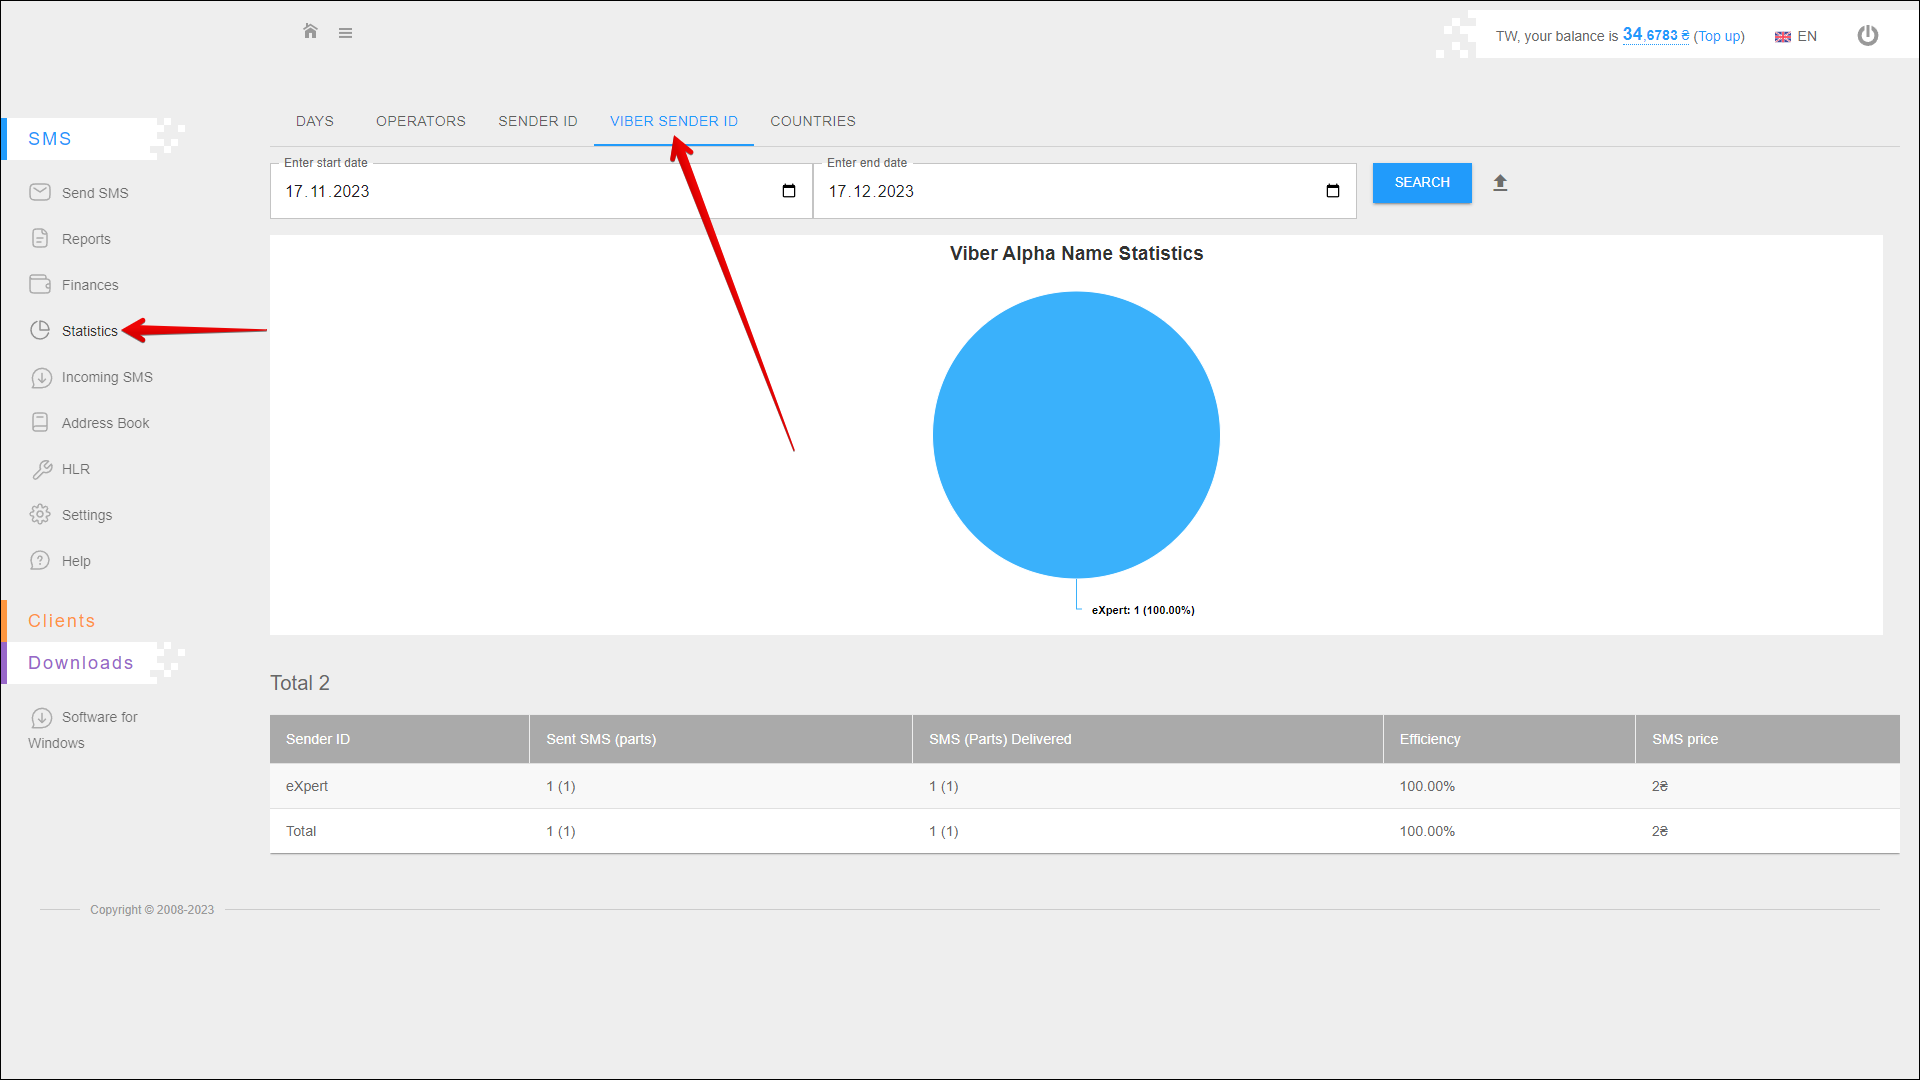 TW, your balance is 34,6783 ₴ (Top up)
EN
SMS
Send SMS
Reports
Finances
Statistics
Incoming SMS
Address Book
HLR
Settings
Help
Clients
Downloads
Software for
Windows
DAYS OPERATORS SENDER ID VIBER SENDER ID COUNTRIES
Enter start date Enter end date
17.11.2023 17.12.2023 SEARCH
Viber Alpha Name Statistics
eXpert: 1 (100.00%)
Total 2
Sender ID Sent SMS (parts) SMS (Parts) Delivered Efficiency SMS price
eXpert 1 (1) 1 (1) 100.00% 2₴
Total 1 (1) 1 (1) 100.00% 2₴
Copyright © 2008-2023